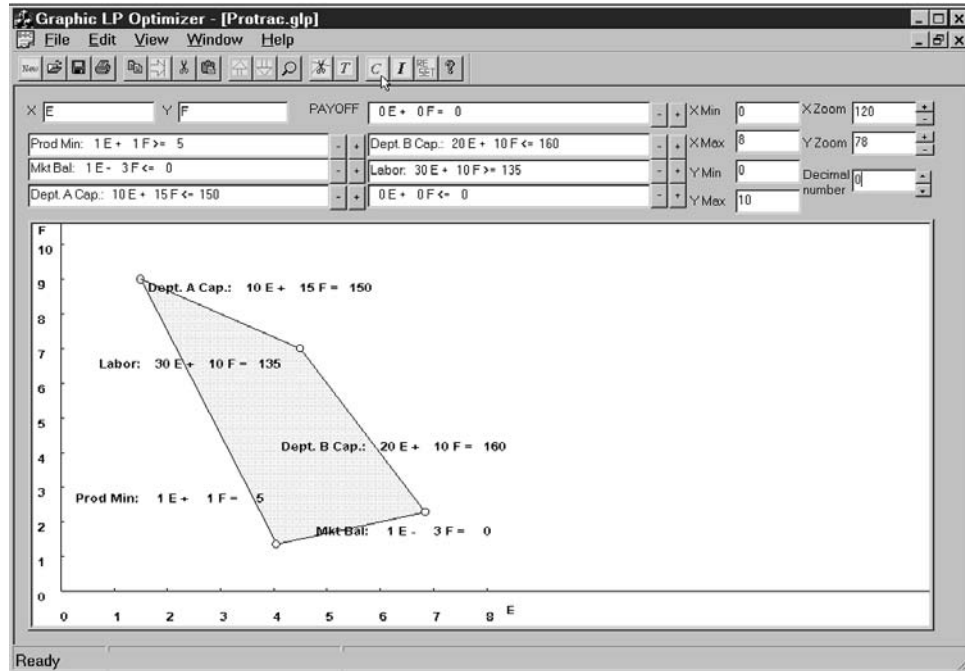 Graphic LP Optimizer - [Protrac.glp]
File Edit View Window Help
New T C I RESET ?
X E Y F PAYOFF 0 E + 0 F = 0 - + X Min 0 X Zoom 120 + -
Prod Min: 1 E + 1 F >= 5 - + Dept. B Cap.: 20 E + 10 F <= 160 - + X Max 8 Y Zoom 78 + -
Mkt Bal: 1 E - 3 F <= 0 - + Labor: 30 E + 10 F >= 135 - + Y Min 0 Decimal number 0
Dept. A Cap.: 10 E + 15 F <= 150 - + 0 E + 0 F <= 0 - + Y Max 10
F
10
9
Dept. A Cap.: 10 E + 15 F = 150
8
7
Labor: 30 E + 10 F = 135
6
5
Dept. B Cap.: 20 E + 10 F = 160
4
3
Prod Min: 1 E + 1 F = 5
2
Mkt Bal: 1 E - 3 F = 0
1
0
0 1 2 3 4 5 6 7 8 E
Ready